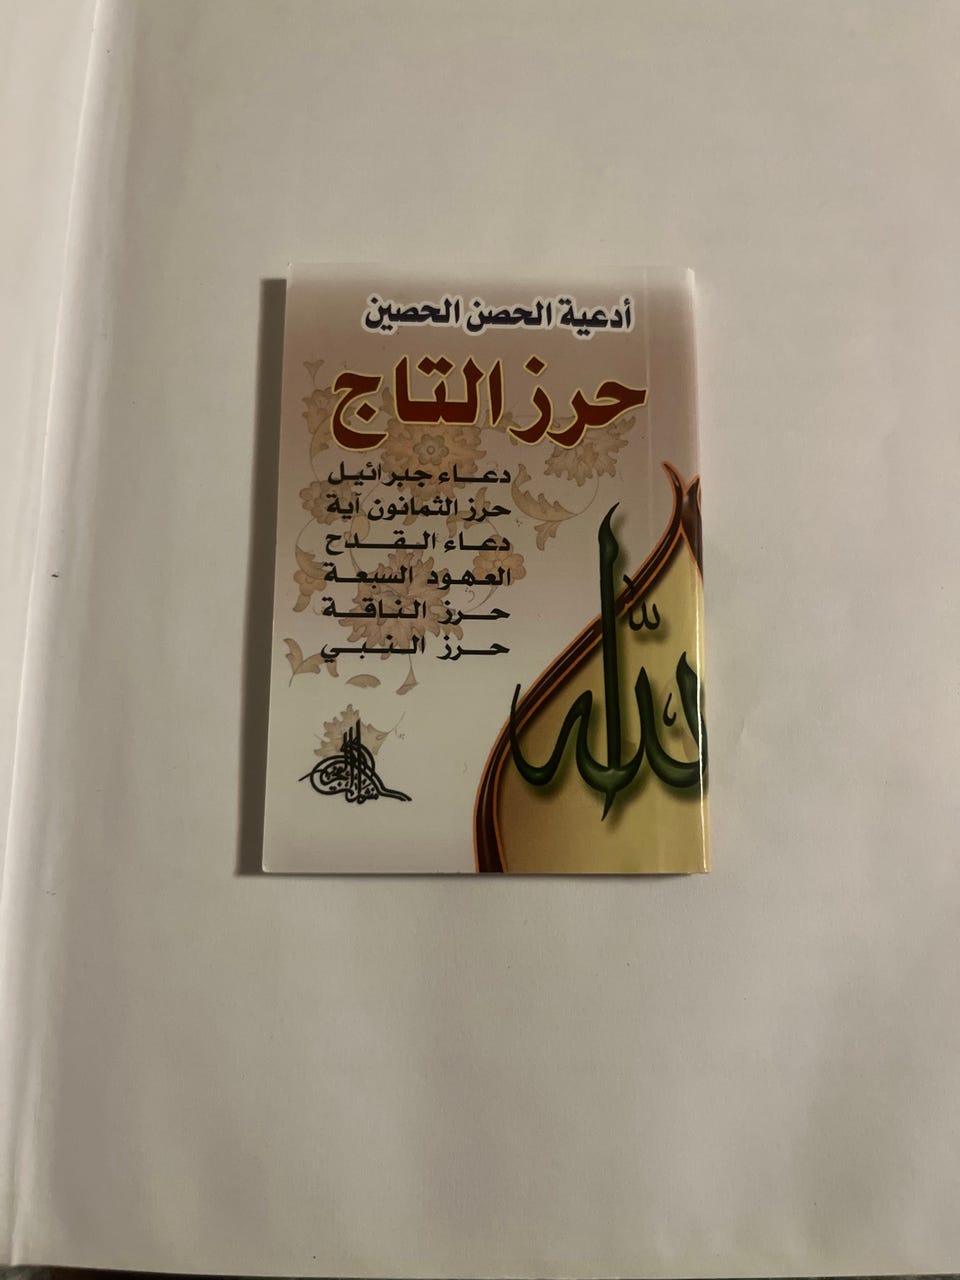 أدعية الحصن الحصين
حرز التاج
دعاء جبرائيل
حرز الثمانون آية
دعاء القدح
العهود السبعة
حرز الناقة
حرز النبي
الله